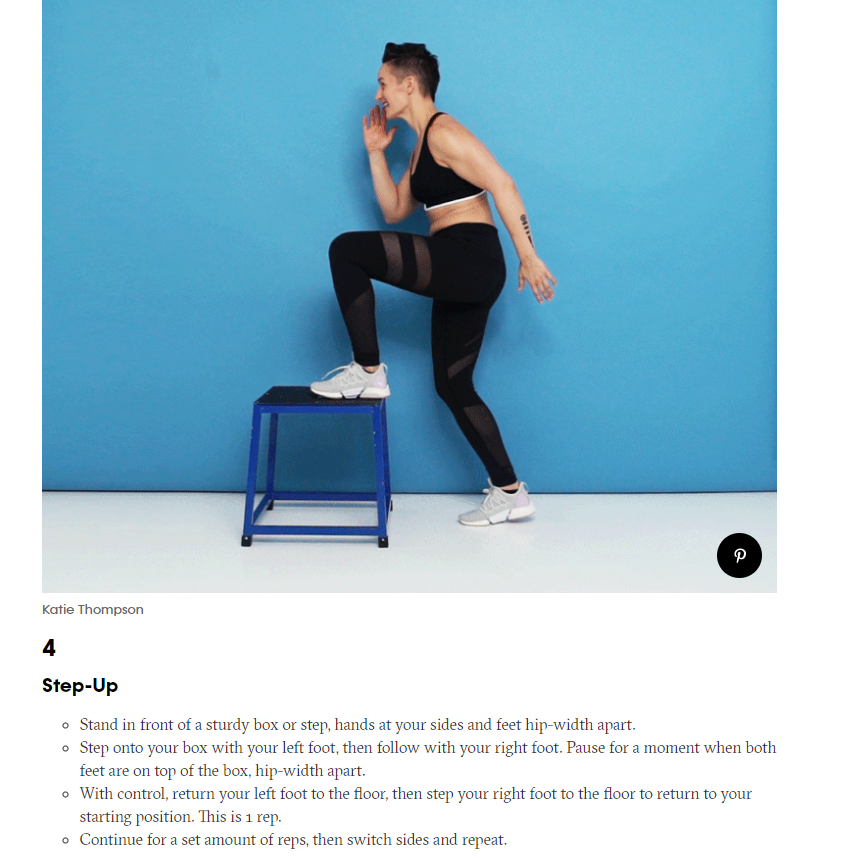 Katie Thompson
4
Step-Up
Stand in front of a sturdy box or step, hands at your sides and feet hip-width apart.
Step onto your box with your left foot, then follow with your right foot. Pause for a moment when both
feet are on top of the box, hip-width apart.
With control, return your left foot to the floor, then step your right foot to the floor to return to your
starting position. This is 1 rep.
Continue for a set amount of reps, then switch sides and repeat.